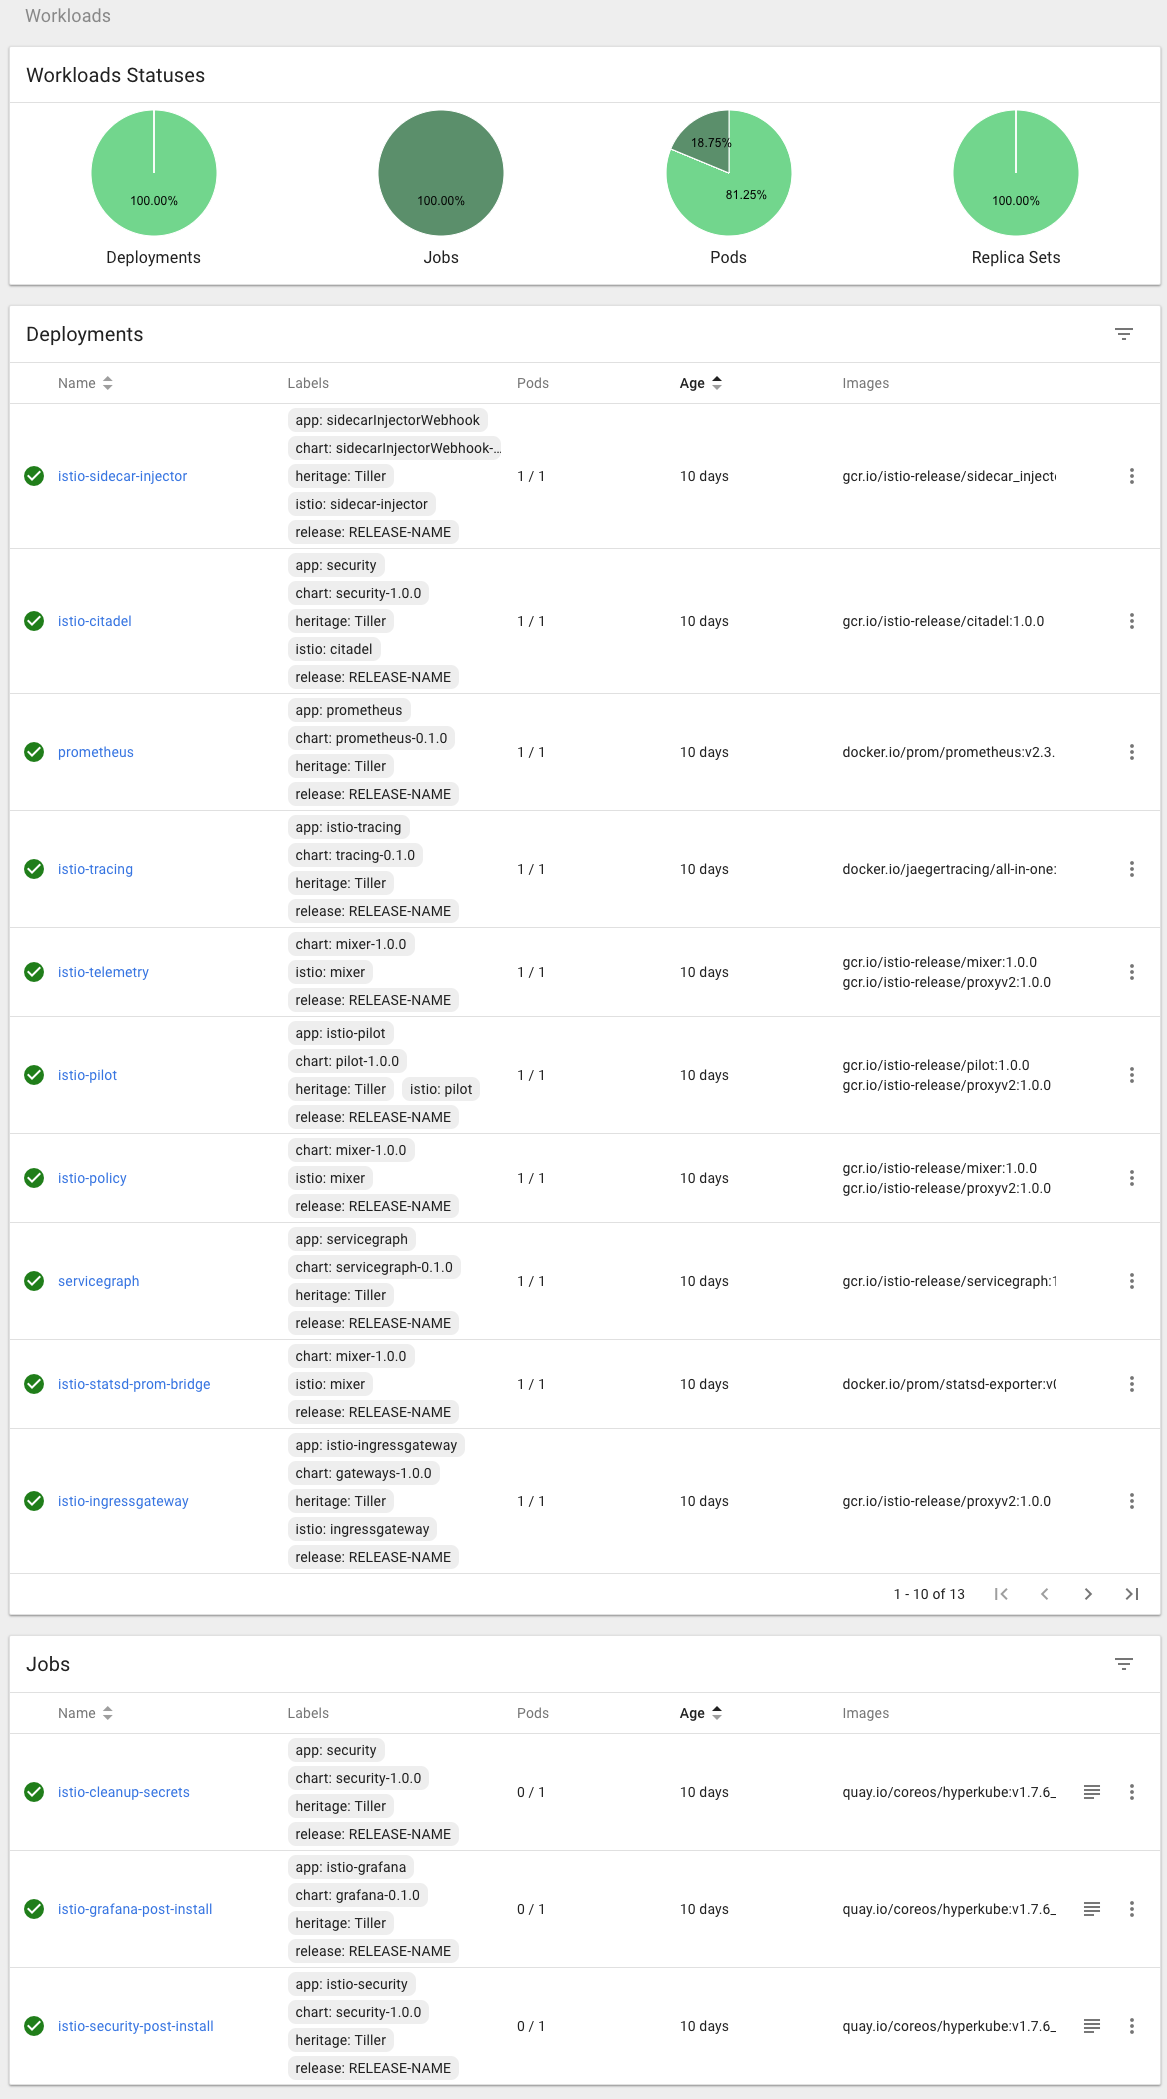 Workloads
Workloads Statuses
100.00%
100.00%
18.75%
81.25%
100.00%
Deployments
Jobs
Pods
Replica Sets
Deployments
Name Labels Pods Age Images
app: sidecarInjectorWebhook
chart: sidecarInjectorWebhook-...
heritage: Tiller
istio: sidecar-injector
release: RELEASE-NAME
istio-sidecar-injector 1 / 1 10 days gcr.io/istio-release/sidecar_inject
app: security
chart: security-1.0.0
heritage: Tiller
istio: citadel
release: RELEASE-NAME
istio-citadel 1 / 1 10 days gcr.io/istio-release/citadel:1.0.0
app: prometheus
chart: prometheus-0.1.0
heritage: Tiller
release: RELEASE-NAME
prometheus 1 / 1 10 days docker.io/prom/prometheus:v2.3.
app: istio-tracing
chart: tracing-0.1.0
heritage: Tiller
release: RELEASE-NAME
istio-tracing 1 / 1 10 days docker.io/jaegertracing/all-in-one:
chart: mixer-1.0.0
istio: mixer
release: RELEASE-NAME
istio-telemetry 1 / 1 10 days gcr.io/istio-release/mixer:1.0.0
gcr.io/istio-release/proxyv2:1.0.0
app: istio-pilot
chart: pilot-1.0.0
heritage: Tiller istio: pilot
release: RELEASE-NAME
istio-pilot 1 / 1 10 days gcr.io/istio-release/pilot:1.0.0
gcr.io/istio-release/proxyv2:1.0.0
chart: mixer-1.0.0
istio: mixer
release: RELEASE-NAME
istio-policy 1 / 1 10 days gcr.io/istio-release/mixer:1.0.0
gcr.io/istio-release/proxyv2:1.0.0
app: servicegraph
chart: servicegraph-0.1.0
heritage: Tiller
release: RELEASE-NAME
servicegraph 1 / 1 10 days gcr.io/istio-release/servicegraph:1
chart: mixer-1.0.0
istio: mixer
release: RELEASE-NAME
istio-statsd-prom-bridge 1 / 1 10 days docker.io/prom/statsd-exporter:v0
app: istio-ingressgateway
chart: gateways-1.0.0
heritage: Tiller
istio: ingressgateway
release: RELEASE-NAME
istio-ingressgateway 1 / 1 10 days gcr.io/istio-release/proxyv2:1.0.0
1 - 10 of 13
Jobs
Name Labels Pods Age Images
app: security
chart: security-1.0.0
heritage: Tiller
release: RELEASE-NAME
istio-cleanup-secrets 0 / 1 10 days quay.io/coreos/hyperkube:v1.7.6_
app: istio-grafana
chart: grafana-0.1.0
heritage: Tiller
release: RELEASE-NAME
istio-grafana-post-install 0 / 1 10 days quay.io/coreos/hyperkube:v1.7.6_
app: istio-security
chart: security-1.0.0
heritage: Tiller
release: RELEASE-NAME
istio-security-post-install 0 / 1 10 days quay.io/coreos/hyperkube:v1.7.6_